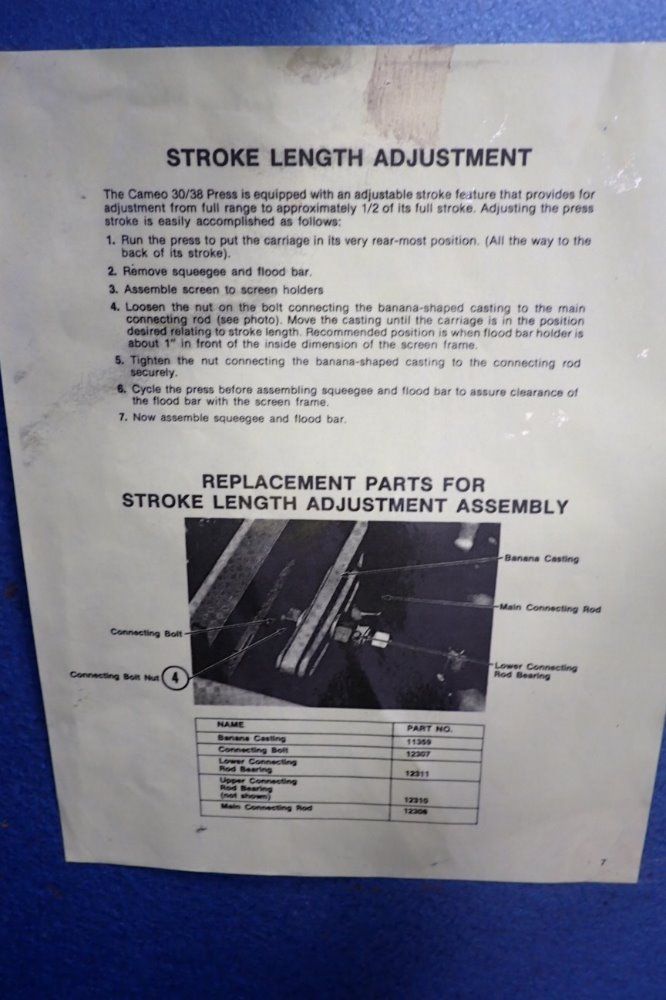 STROKE LENGTH ADJUSTMENT
The Cameo 30/38 Press is equipped with an adjustable stroke feature that provides for
adjustment from full range to approximately 1/2 of its full stroke. Adjusting the press
stroke is easily accomplished as follows:
1. Run the press to put the carriage in its very rear-most position. (All the way to the
back of its stroke).
2. Remove squeegee and flood bar.
3. Assemble screen to screen holders
4. Loosen the nut on the bolt connecting the banana-shaped casting to the main
connecting rod (see photo). Move the casting until the carriage is in the position
desired relating to stroke length. Recommended position is when flood bar holder is
about 1" in front of the inside dimension of the screen frame.
5. Tighten the nut connecting the banana-shaped casting to the connecting rod
securely.
6. Cycle the press before assembling squeegee and flood bar to assure clearance of
the flood bar with the screen frame.
7. Now assemble squeegee and flood bar.
REPLACEMENT PARTS FOR
STROKE LENGTH ADJUSTMENT ASSEMBLY
Banana Casting
Main Connecting Rod
Connecting Bolt
Lower Connecting
Rod Bearing
Connecting Bolt Nut 4
NAME PART NO.
Banana Casting 11359
Connecting Bolt 12307
Lower Connecting
Rod Bearing 12311
Upper Connecting
Rod Bearing
(not shown) 12310
Main Connecting Rod
7